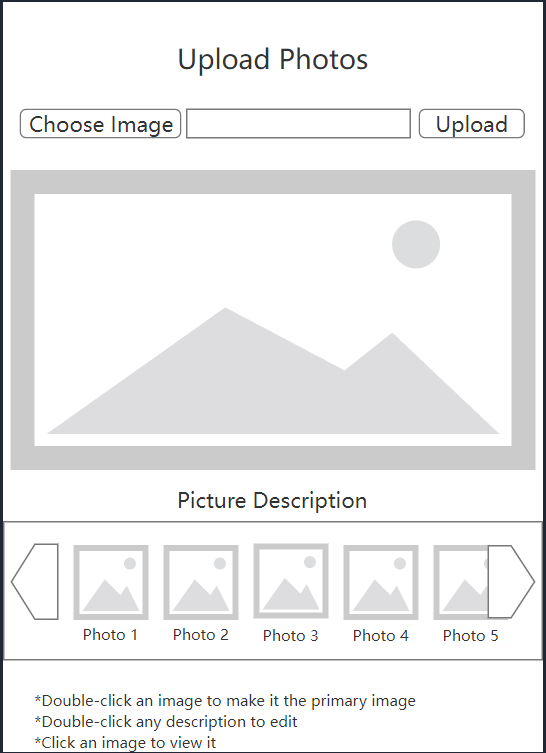 Upload Photos
Choose Image Upload
Picture Description
Photo 1 Photo 2 Photo 3 Photo 4 Photo 5
*Double-click an image to make it the primary image
*Double-click any description to edit
*Click an image to view it